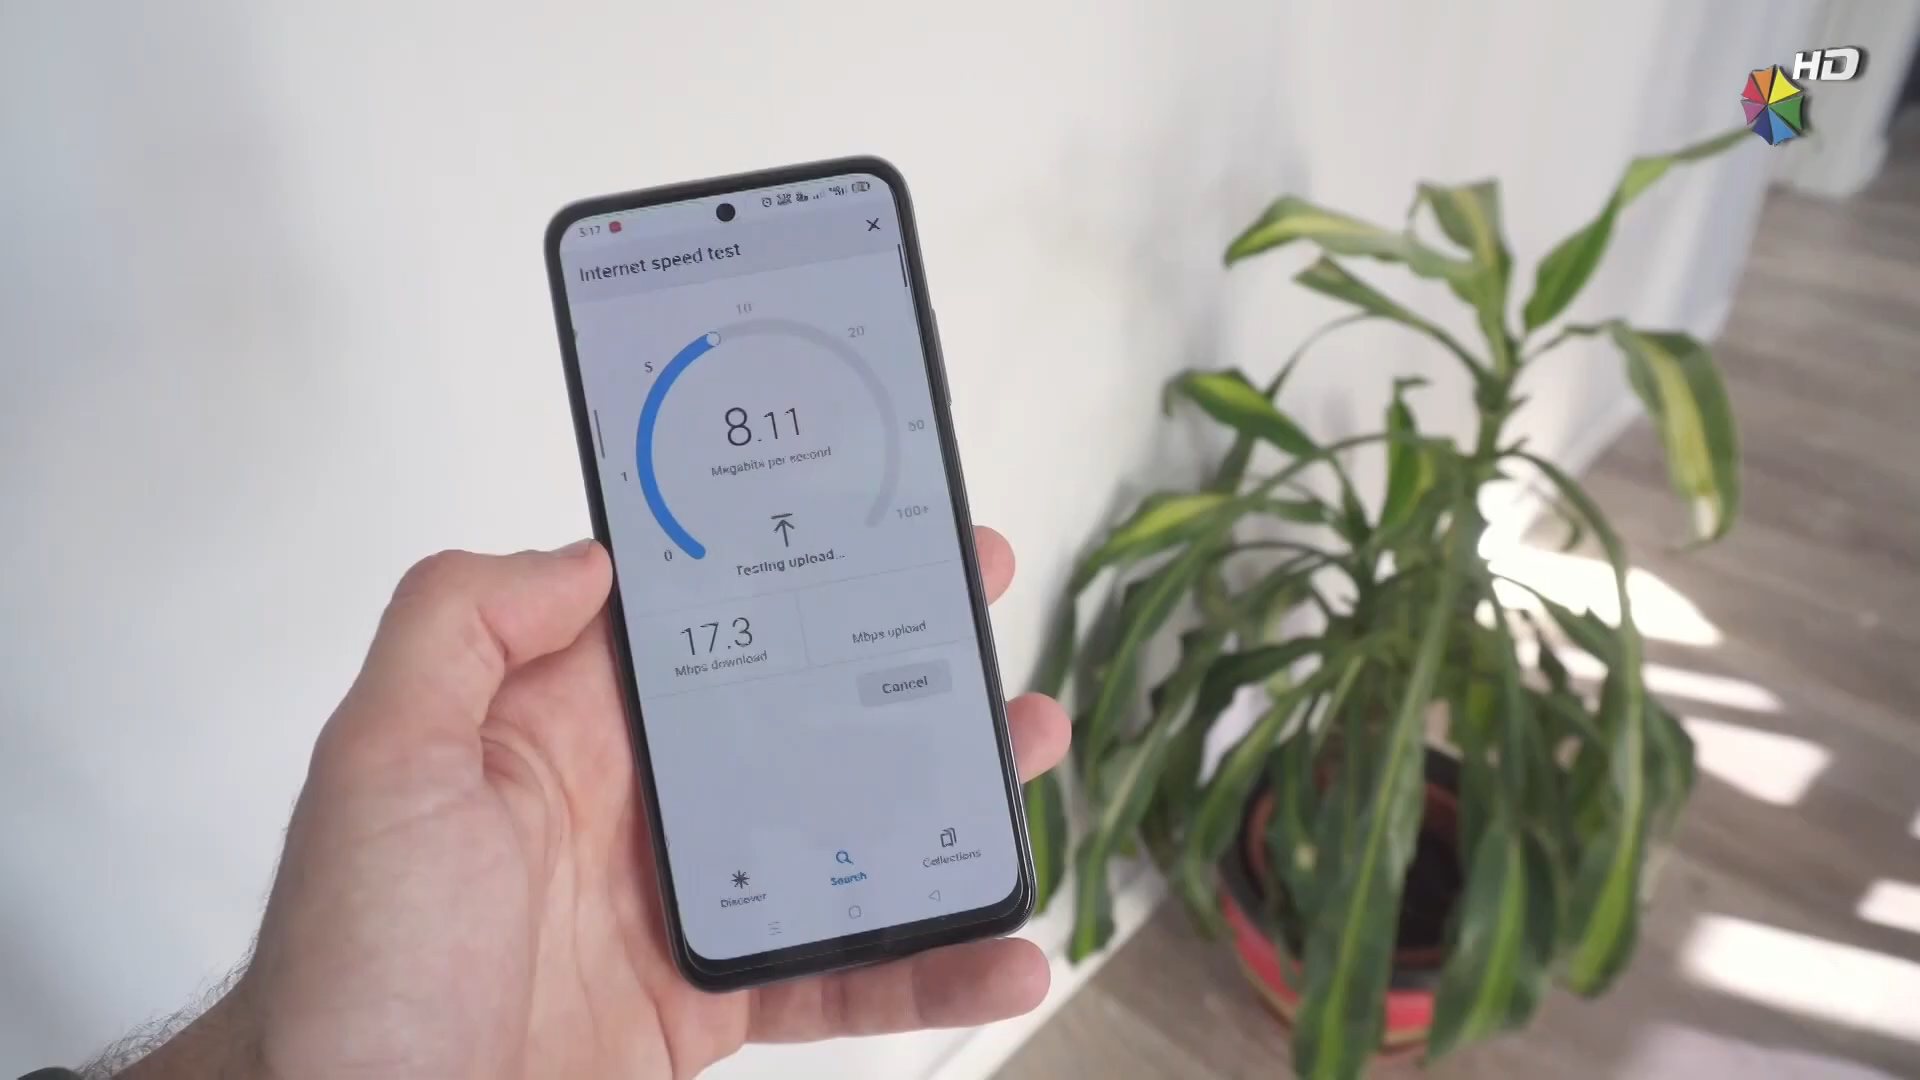 HD
5:17
Internet speed test
10
20
5
50
1
100+
0
8.11
Megabits per second
Testing upload...
17.3
Mbps download
Mbps upload
Cancel
Discover
Search
Collections